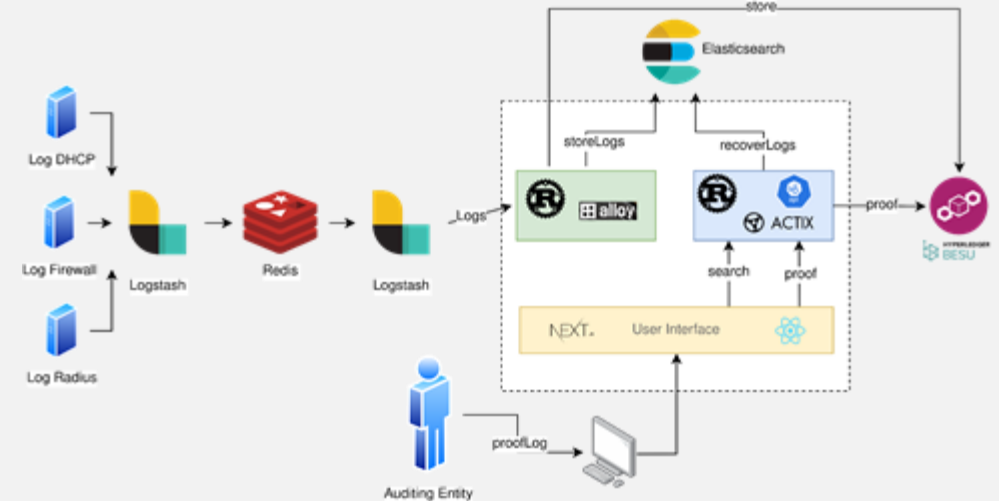 store
Elasticsearch
storeLogs
recoverLogs
Log DHCP
R
alloy
R
ACTIX
Logs
proof
HYPERLEDGER
BESU
Log Firewall
Logstash
Redis
Logstash
search
proof
NEXT.
User Interface
Log Radius
proofLog
Auditing Entity